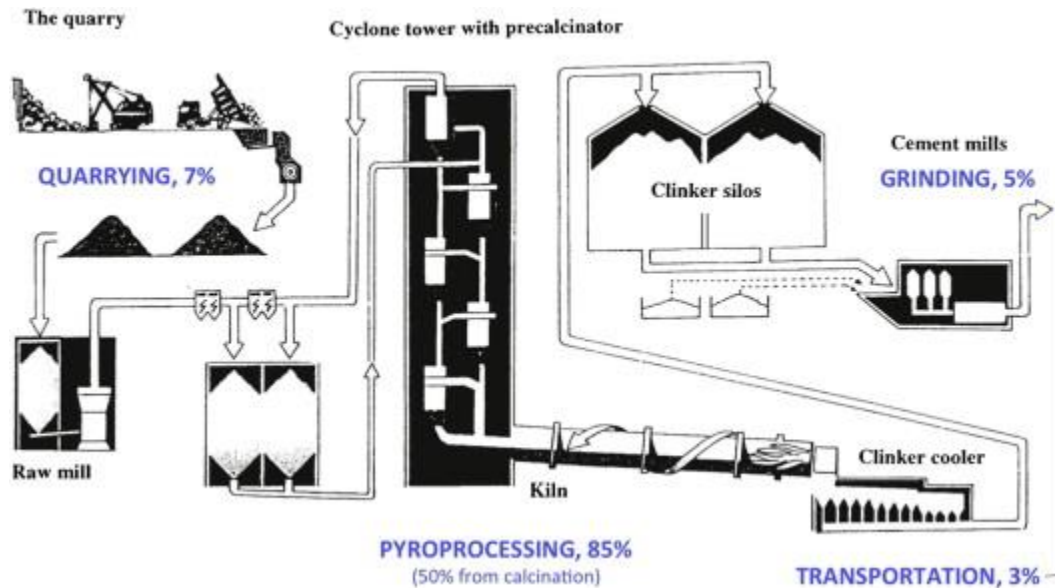 The quarry
Cyclone tower with precalcinator
QUARRYING, 7%
Clinker silos
Cement mills
GRINDING, 5%
Raw mill
Kiln
Clinker cooler
PYROPROCESSING, 85%
(50% from calcination)
TRANSPORTATION, 3%